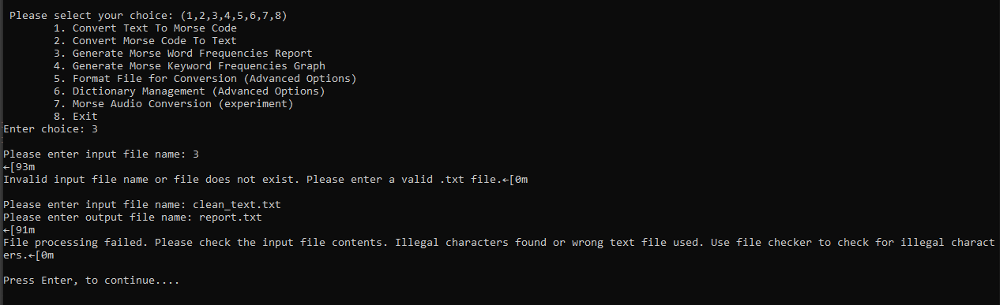 Please select your choice: (1,2,3,4,5,6,7,8)
1. Convert Text To Morse Code
2. Convert Morse Code To Text
3. Generate Morse Word Frequencies Report
4. Generate Morse Keyword Frequencies Graph
5. Format File for Conversion (Advanced Options)
6. Dictionary Management (Advanced Options)
7. Morse Audio Conversion (experiment)
8. Exit
Enter choice: 3
Please enter input file name: 3
←[93m
Invalid input file name or file does not exist. Please enter a valid .txt file.←[0m
Please enter input file name: clean_text.txt
Please enter output file name: report.txt
←[91m
File processing failed. Please check the input file contents. Illegal characters found or wrong text file used. Use file checker to check for illegal charact
ers.←[0m
Press Enter, to continue....